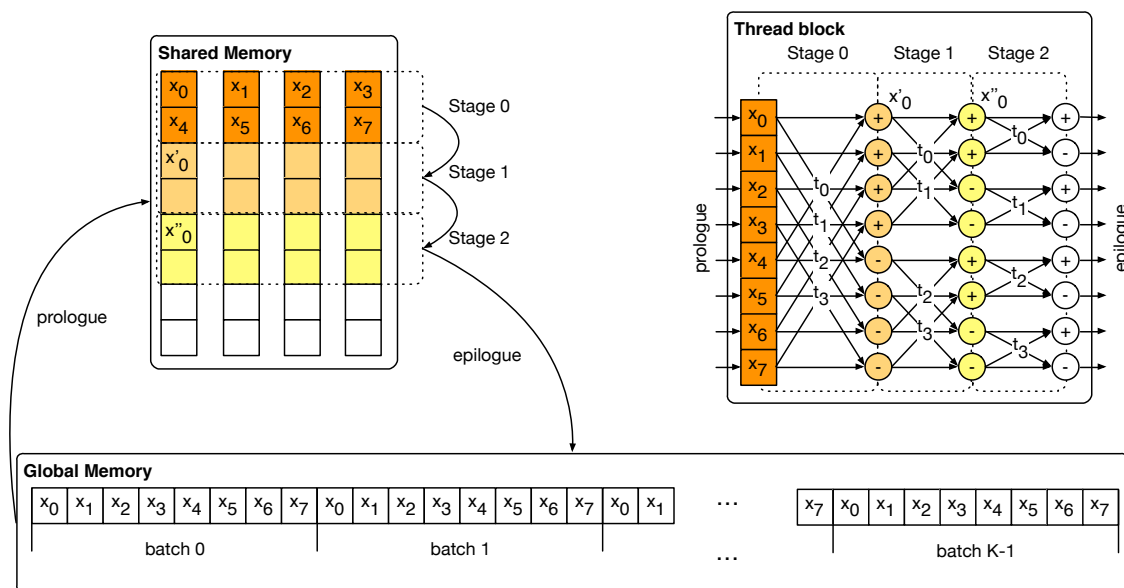 Shared Memory
x0 x1 x2 x3
x4 x5 x6 x7
x'0
x"0
Stage 0
Stage 1
Stage 2
prologue
epilogue
Thread block
Stage 0 Stage 1 Stage 2
x'0 x"0
x0 + + +
t0
x1 + + -
t0
x2 + - +
t0 t1 t1
x3 + - -
t1
x4 - + +
t2 t2
x5 - + -
t3 t2
x6 - - +
t3 t3
x7 - - -
prologue
epilogue
Global Memory
x0 x1 x2 x3 x4 x5 x6 x7 x0 x1 x2 x3 x4 x5 x6 x7 x0 x1 ... x7 x0 x1 x2 x3 x4 x5 x6 x7
batch 0 batch 1 ... batch K-1